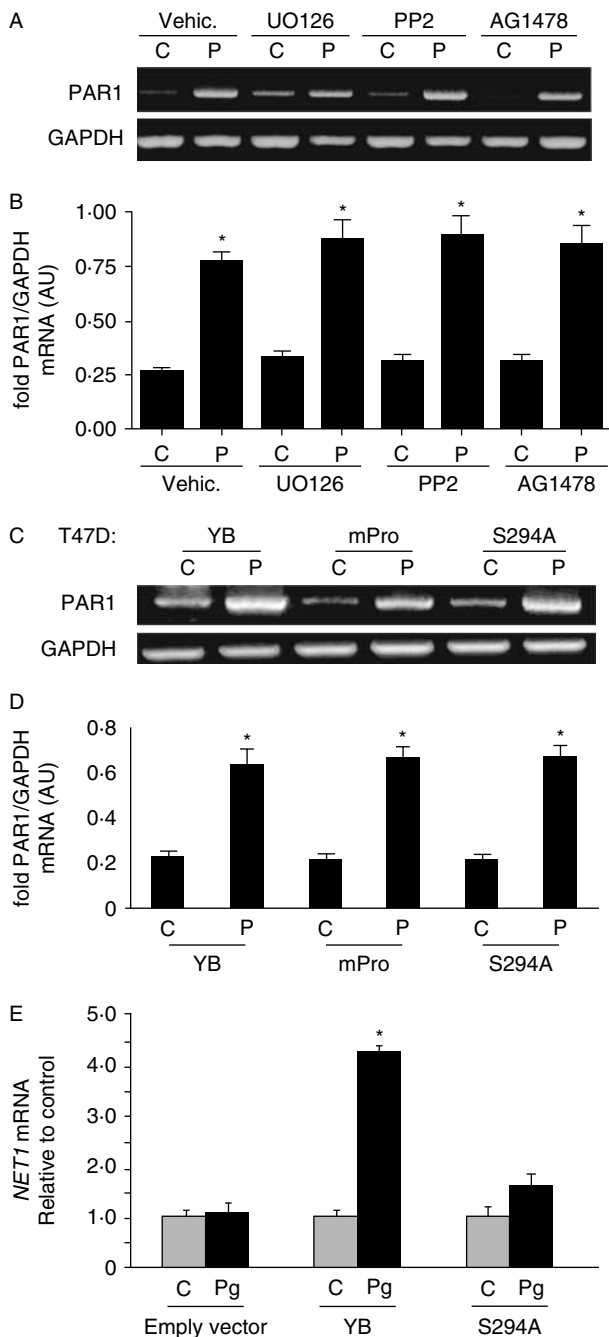 A
Vehic. UO126 PP2 AG1478
C P C P C P C P
PAR1
GAPDH
B
fold PAR1/GAPDH
mRNA (AU)
1·00
0·75
0·50
0·25
0·00
* * * *
C P C P C P C P
Vehic. UO126 PP2 AG1478
C T47D: YB mPro S294A
C P C P C P
PAR1
GAPDH
D
fold PAR1/GAPDH
mRNA (AU)
0·8
0·6
0·4
0·2
0
* * *
C P C P C P
YB mPro S294A
E
NET1 mRNA
Relative to control
5·0
4·0
3·0
2·0
1·0
0
*
C Pg C Pg C Pg
Emply vector YB S294A